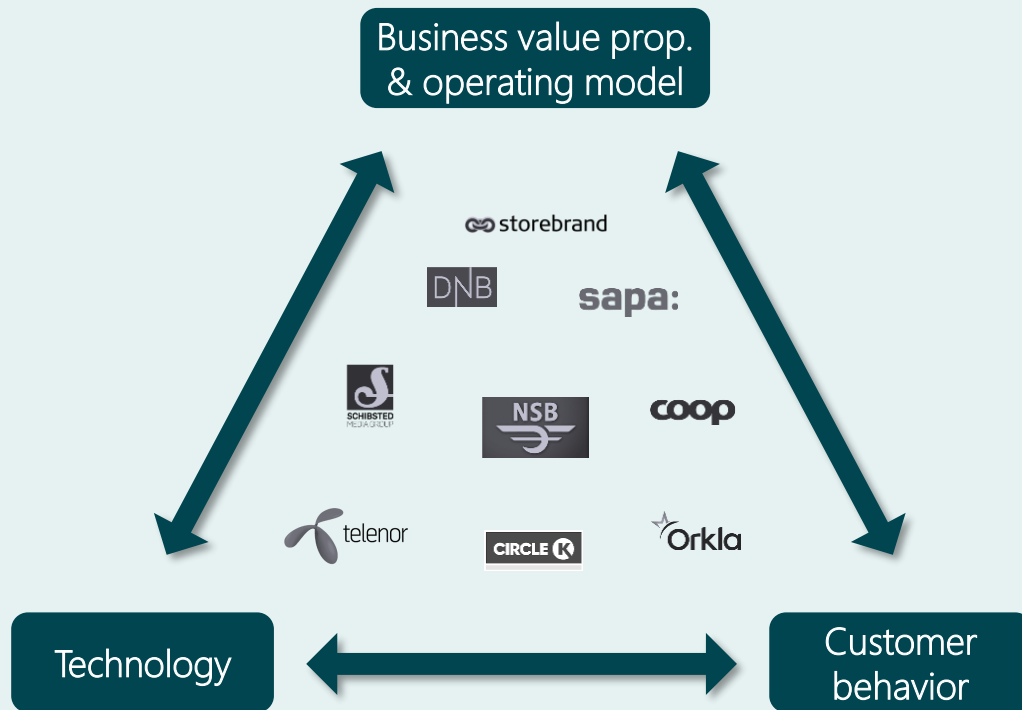 Business value prop.
& operating model
storebrand
DNB
sapa:
SCHIBSTED
MEDIA GROUP
NSB
coop
telenor
CIRCLE K
Orkla
Technology
Customer
behavior